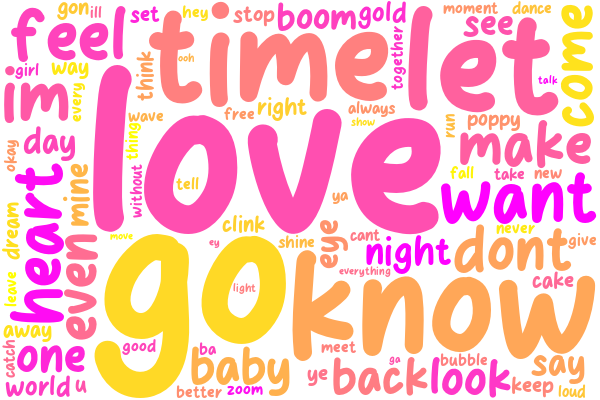 gon ill set hey stop boom gold moment dance
feel time let see come
ooh
girl way think together talk
im every free right always
wave show run poppy
okay day thing love make
without fall take new
heart mine tell ya want
dream clink never
move ey shine eye cant night dont give
even go know
leave light everything cake
away
catch one good ba meet ga bubble say
world u baby ye back look keep
better zoom loud